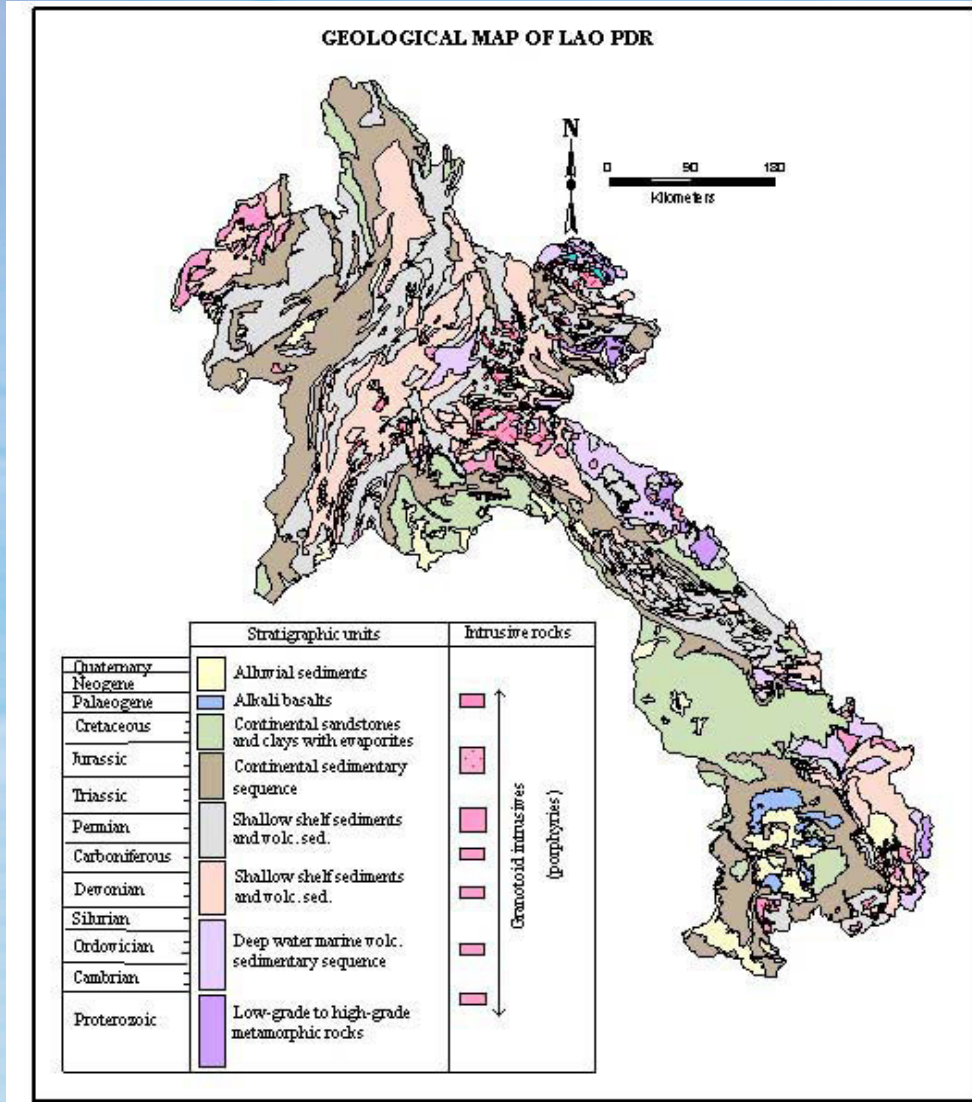 GEOLOGICAL MAP OF LAO PDR
N
0 90 180
Kilometers
Stratigraphic units
Intrusive rocks
Quaternary
Neogene
Palaeogene
Cretaceous
Jurassic
Triassic
Permian
Carboniferous
Devonian
Silurian
Ordovician
Cambrian
Proterozoic
Alluvial sediments
Alkali basalts
Continental sandstones
and clays with evaporites
Continental sedimentary
sequence
Shallow shelf sediments
and volc. sed.
Shallow shelf sediments
and volc. sed.
Deep water marine volc.
sedimentary sequence
Low-grade to high-grade
metamorphic rocks
Granotoid intrusives
(porphyries)